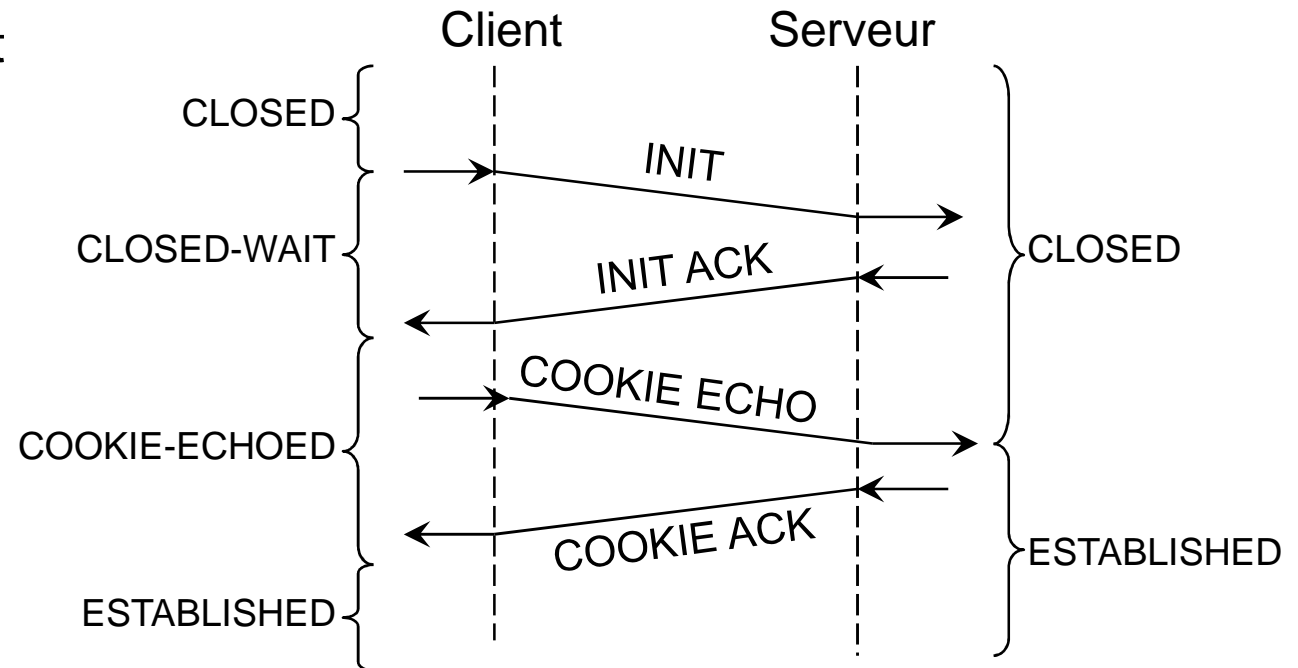 Client Serveur
CLOSED
INIT
CLOSED-WAIT
INIT ACK
CLOSED
COOKIE ECHO
COOKIE-ECHOED
COOKIE ACK
ESTABLISHED
ESTABLISHED